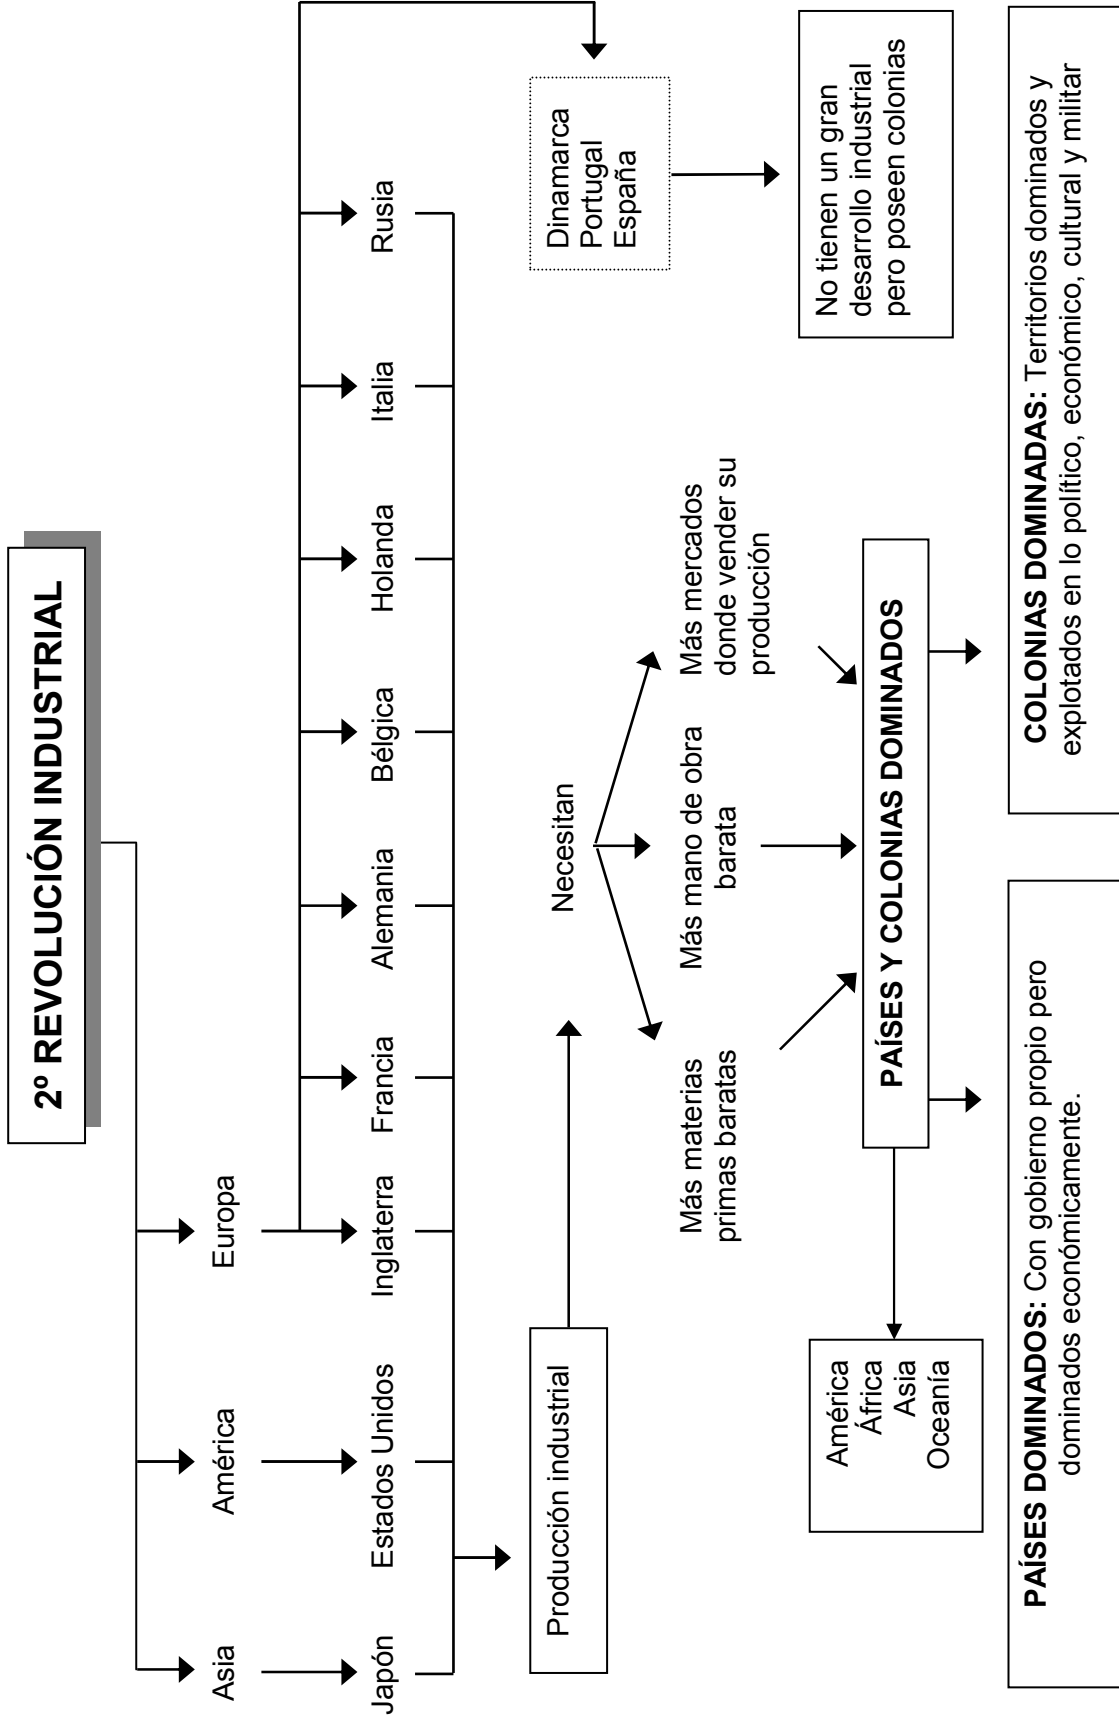 2º REVOLUCIÓN INDUSTRIAL
Asia
América
Europa
Japón
Estados Unidos
Inglaterra
Francia
Alemania
Bélgica
Holanda
Italia
Rusia
Producción industrial
Necesitan
Dinamarca
Portugal
España
Más materias
primas baratas
Más mano de obra
barata
Más mercados
donde vender su
producción
No tienen un gran
desarrollo industrial
pero poseen colonias
América
África
Asia
Oceanía
PAÍSES Y COLONIAS DOMINADOS
PAÍSES DOMINADOS: Con gobierno propio pero
dominados económicamente.
COLONIAS DOMINADAS: Territorios dominados y
explotados en lo político, económico, cultural y militar